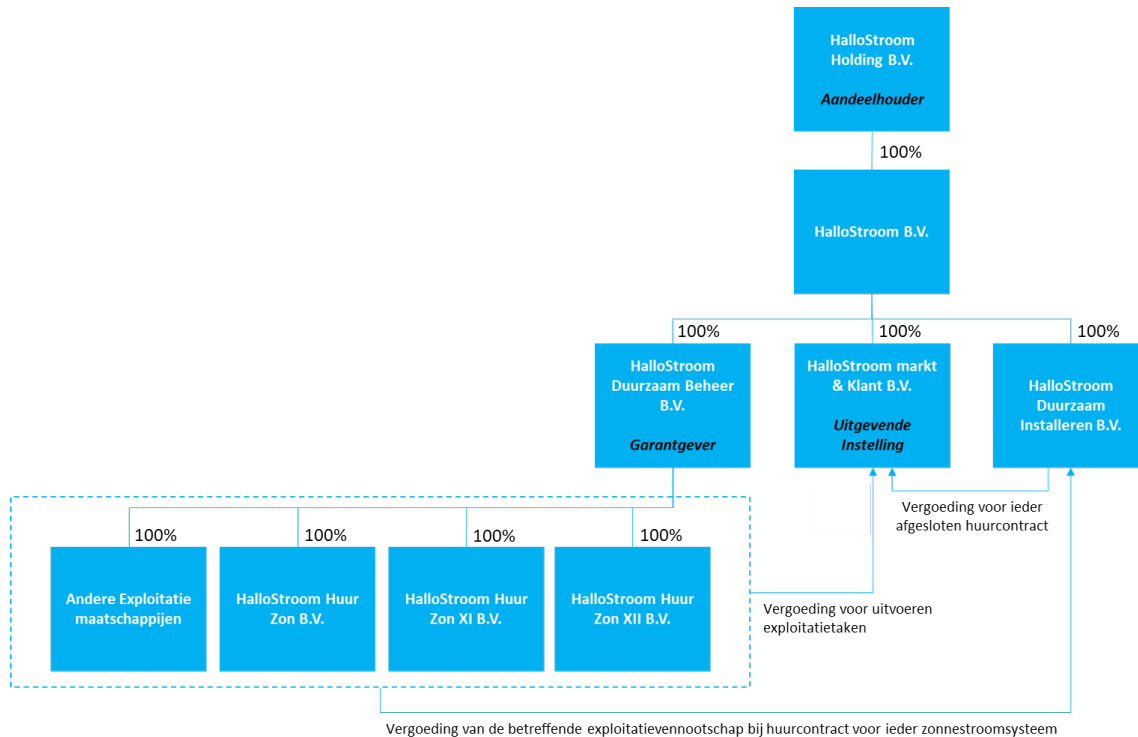 HalloStroom
Holding B.V.
Aandeelhouder
100%
HalloStroom B.V.
100%
100%
100%
HalloStroom
Duurzaam Beheer
B.V.
Garantgever
HalloStroom markt
& Klant B.V.
Uitgevende
Instelling
HalloStroom
Duurzaam
Installeren B.V.
Vergoeding voor ieder
afgesloten huurcontract
100%
100%
100%
100%
Andere Exploitatie
maatschappijen
HalloStroom Huur
Zon B.V.
HalloStroom Huur
Zon XI B.V.
HalloStroom Huur
Zon XII B.V.
Vergoeding voor uitvoeren
exploitatietaken
Vergoeding van de betreffende exploitatievennootschap bij huurcontract voor ieder zonnestroomsysteem